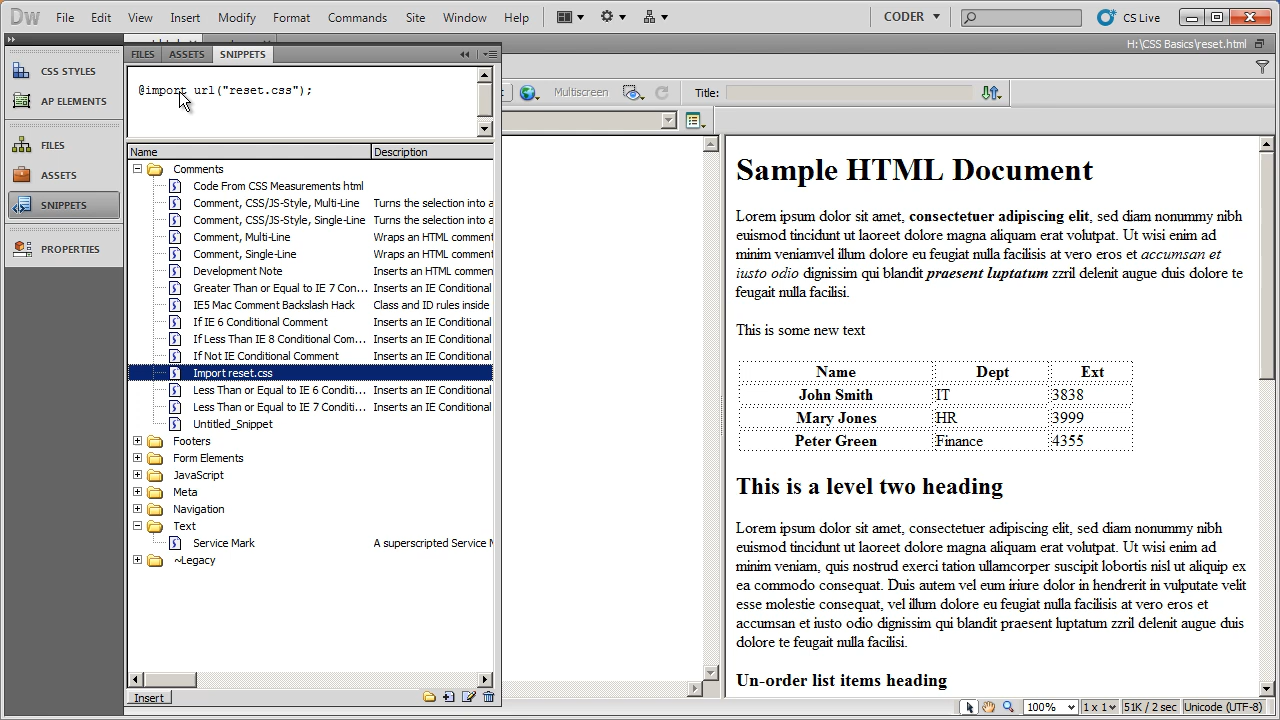 Dw File Edit View Insert Modify Format Commands Site Window Help CODER CS Live
H:\CSS Basics\reset.html
CSS STYLES
AP ELEMENTS
FILES
ASSETS
SNIPPETS
PROPERTIES
FILES ASSETS SNIPPETS
@import url("reset.css");
Name Description
Comments
Code From CSS Measurements html
Comment, CSS/JS-Style, Multi-Line Turns the selection into a
Comment, CSS/JS-Style, Single-Line Turns the selection into a
Comment, Multi-Line Wraps an HTML comment
Comment, Single-Line Wraps an HTML comment
Development Note Inserts an HTML commen
Greater Than or Equal to IE 7 Con... Inserts an IE Conditional
IE5 Mac Comment Backslash Hack Class and ID rules inside
If IE 6 Conditional Comment Inserts an IE Conditional
If Less Than IE 8 Conditional Com... Inserts an IE Conditional
If Not IE Conditional Comment Inserts an IE Conditional
Import reset.css
Less Than or Equal to IE 6 Conditi... Inserts an IE Conditional
Less Than or Equal to IE 7 Conditi... Inserts an IE Conditional
Untitled_Snippet
Footers
Form Elements
JavaScript
Meta
Navigation
Text
Service Mark A superscripted Service M
~Legacy
Insert
Multiscreen Title:
Sample HTML Document
Lorem ipsum dolor sit amet, consectetuer adipiscing elit, sed diam nonummy nibh
euismod tincidunt ut laoreet dolore magna aliquam erat volutpat. Ut wisi enim ad
minim veniamvel illum dolore eu feugiat nulla facilisis at vero eros et accumsan et
iusto odio dignissim qui blandit praesent luptatum zzril delenit augue duis dolore te
feugait nulla facilisi.
This is some new text
Name Dept Ext
John Smith IT 3838
Mary Jones HR 3999
Peter Green Finance 4355
This is a level two heading
Lorem ipsum dolor sit amet, consectetuer adipiscing elit, sed diam nonummy nibh
euismod tincidunt ut laoreet dolore magna aliquam erat volutpat. Ut wisi enim ad
minim veniam, quis nostrud exerci tation ullamcorper suscipit lobortis nisl ut aliquip ex
ea commodo consequat. Duis autem vel eum iriure dolor in hendrerit in vulputate velit
esse molestie consequat, vel illum dolore eu feugiat nulla facilisis at vero eros et
accumsan et iusto odio dignissim qui blandit praesent luptatum zzril delenit augue duis
dolore te feugait nulla facilisi.
Un-order list items heading
100% 1 x 1 51K / 2 sec Unicode (UTF-8)